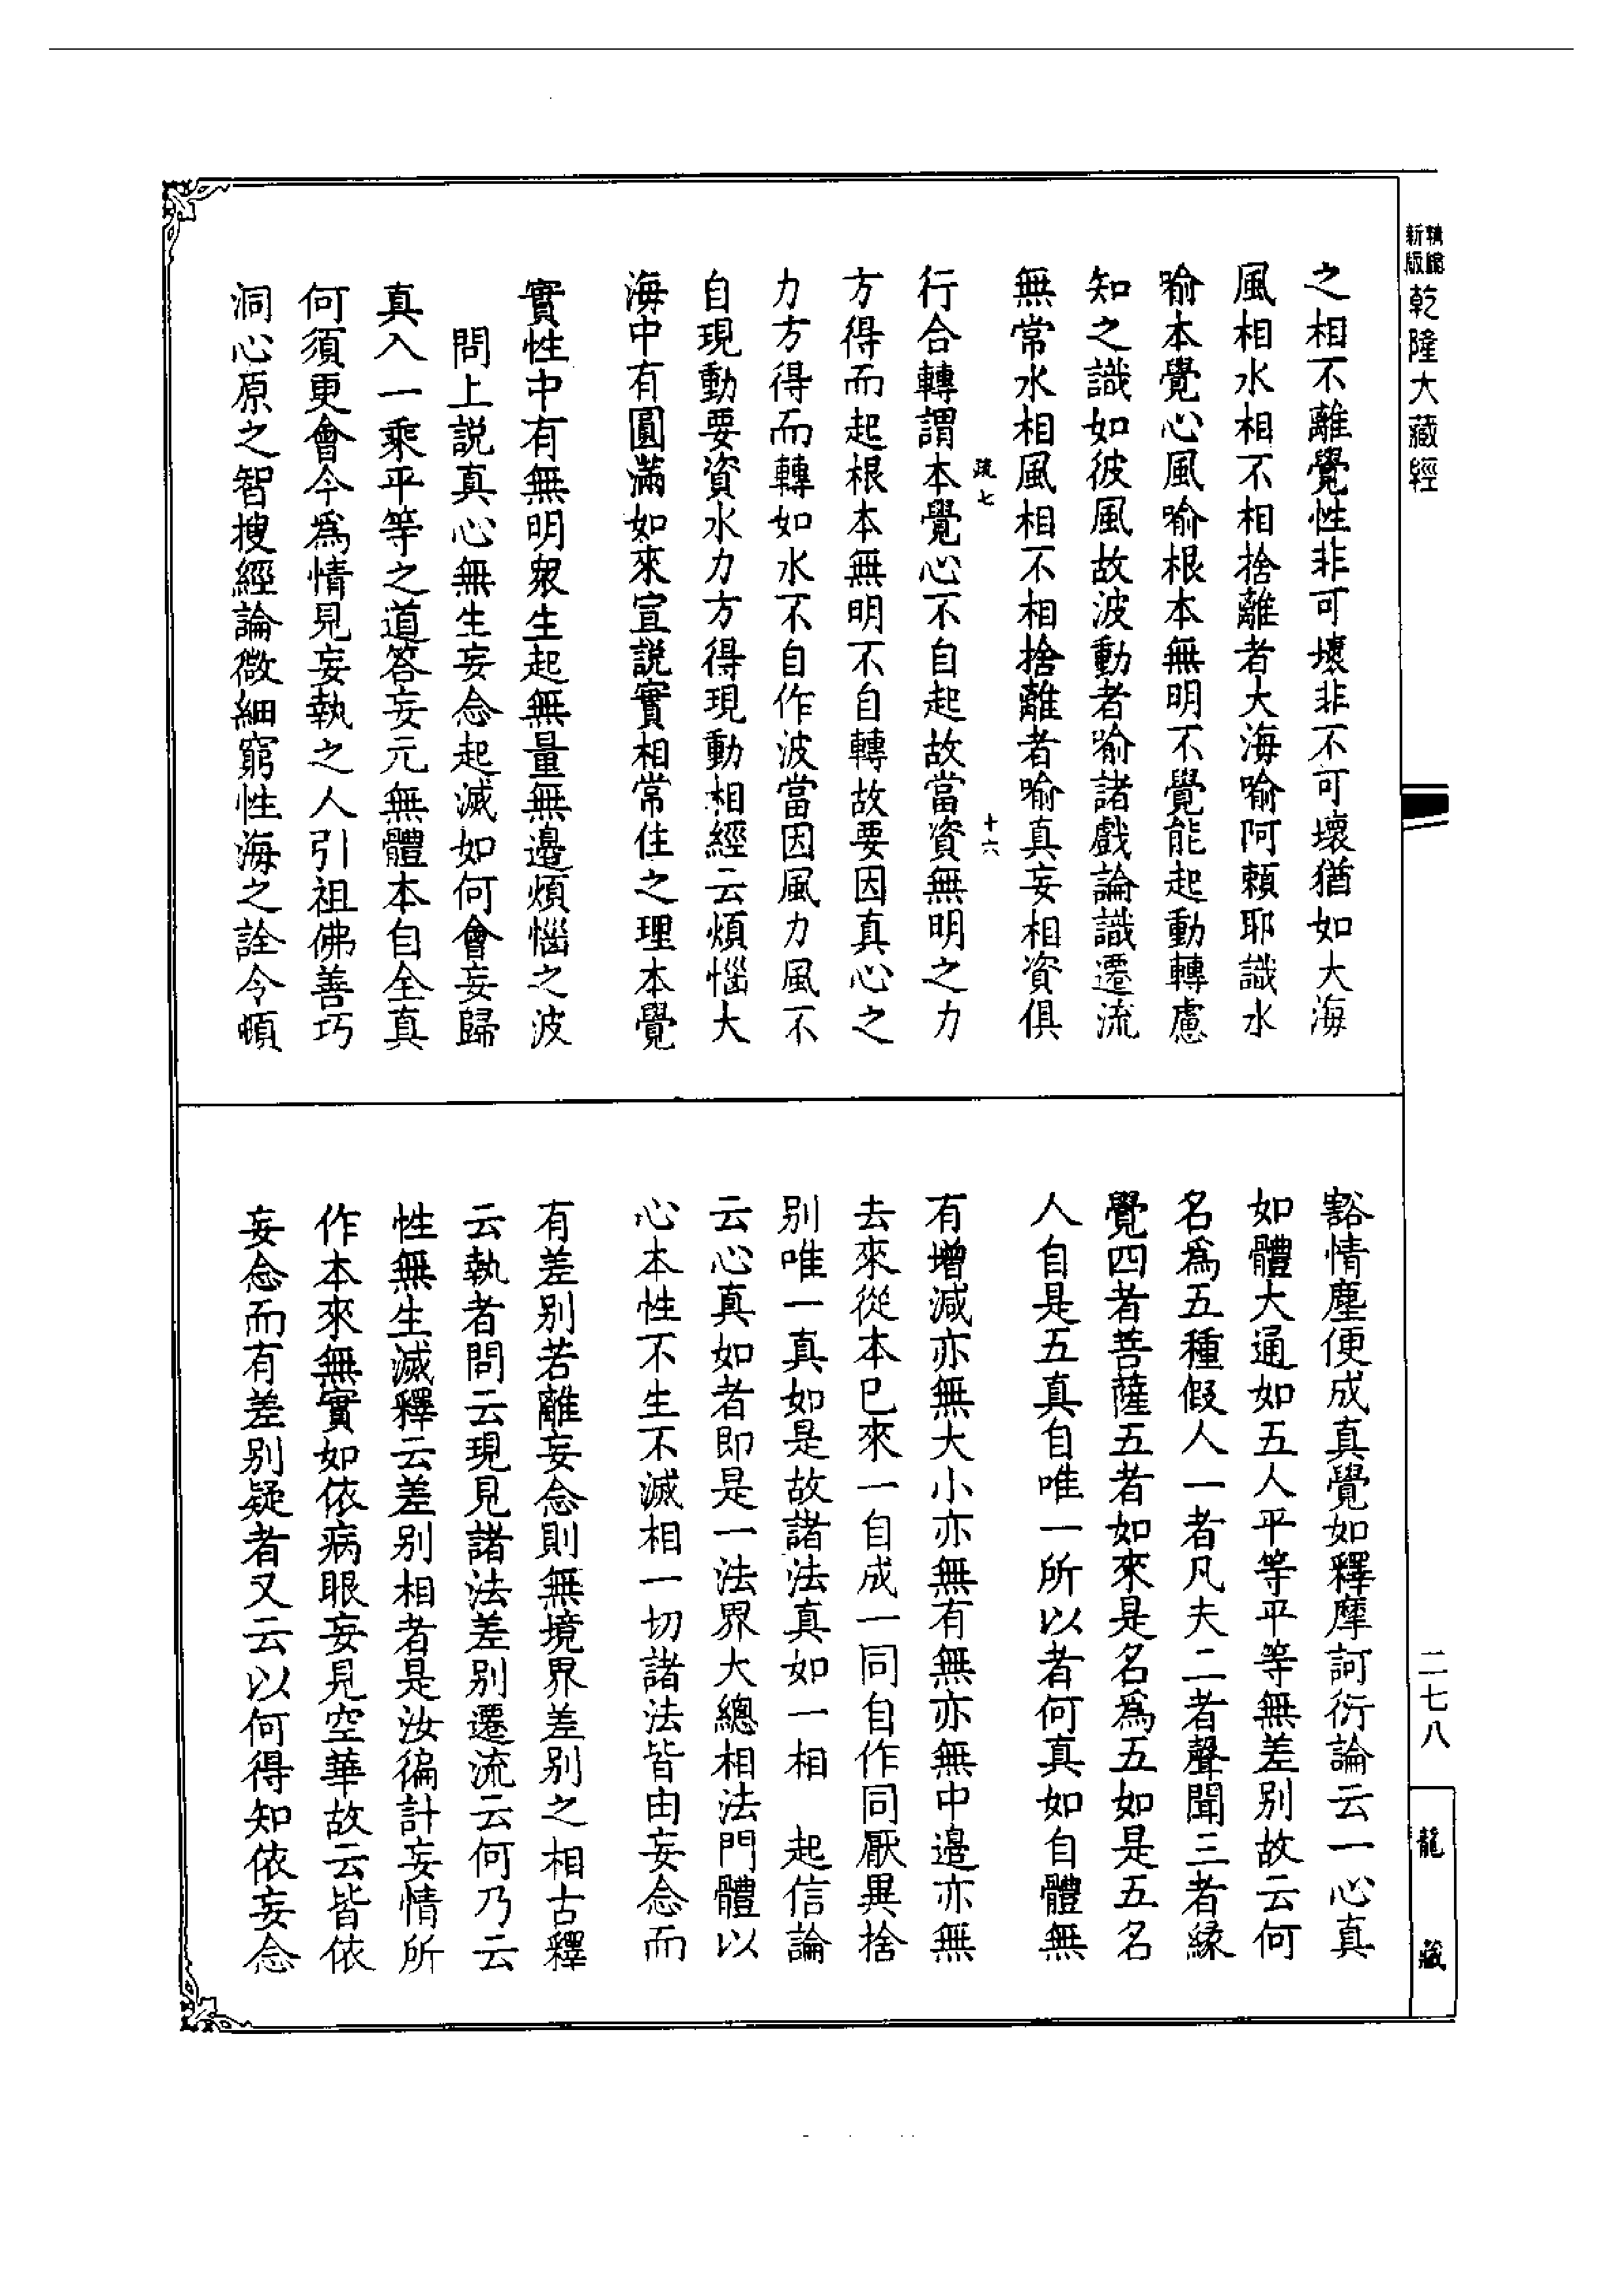 新版
精縮
乾隆大藏經
之相不離覺性非可壞非不可壞猶如大海
風相水相不相捨離者大海喻阿賴耶識水
喻本覺心風喻根本無明不覺能起動轉慮
知之識如彼風故波動者喻諸戲論識遷流
無常水相風相不相捨離者喻真妄相資俱
疏七
十六
行合轉謂本覺心不自起故當資無明之力
方得而起根本無明不自轉故要因真心之
力方得而轉如水不自作波當因風力風不
自現動要資水力方得現動相經云煩惱大
海中有圓滿如來宣說實相常住之理本覺
實性中有無明衆生起無量無邊煩惱之波
問上說真心無生妄念起滅如何會妄歸
真入一乘平等之道答妄元無體本自全真
何須更會今爲情見妄執之人引祖佛善巧
洞心原之智搜經論微細窮性海之詮令頓
豁情塵便成真覺如釋摩訶衍論云一心真
如體大通如五人平等平等無差別故云何
名爲五種假人一者凡夫二者聲聞三者緣
覺四者菩薩五者如來是名爲五如是五名
人自是五真自唯一所以者何真如自體無
有增減亦無大小亦無有無亦無中邊亦無
去來從本已來一自成一同自作同厭異捨
別唯一真如是故諸法真如一相　起信論
云心真如者即是一法界大總相法門體以
心本性不生不滅相一切諸法皆由妄念而
有差別若離妄念則無境界差別之相古釋
云執者問云現見諸法差別遷流云何乃云
性無生滅釋云差別相者是汝徧計妄情所
作本來無實如依病眼妄見空華故云皆依
妄念而有差別疑者又云以何得知依妄念
二七八
龍藏